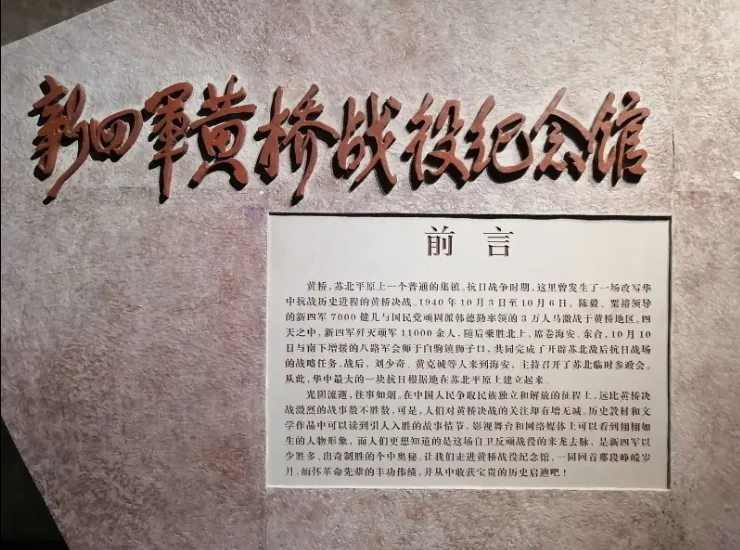 新四軍黄桥战役纪念馆
前言
黄桥，苏北平原上一个普通的集镇。抗日战争时期，这里曾发生了一场改写华
中抗战历史进程的黄桥决战。1940年10月3日至10月6日，陈毅、粟裕领导
的新四军7000健儿与国民党顽固派韩德勤率领的3万人马激战于黄桥地区。四
天之中，新四军歼灭顽军11000余人，随后乘胜北上，席卷海安、东台，10月10
日与南下增援的八路军会师于白驹镇狮子口，共同完成了开辟苏北敌后抗日战场
的战略任务。战后，刘少奇、黄克诚等人来到海安，主持召开了苏北临时参政会。
从此，华中最大的一块抗日根据地在苏北平原上建立起来。
光阴流逝，往事如烟。在中国人民争取民族独立和解放的征程上，远比黄桥决
战激烈的战事数不胜数，可是，人们对黄桥决战的关注却有增无减。历史教材和文
学作品中可以读到引人入胜的故事情节，影视舞台和网络媒体上可以看到栩栩如
生的人物形象，而人们更想知道的是这场自卫反顽战役的来龙去脉，是新四军以
少胜多、出奇制胜的个中奥秘。让我们走进黄桥战役纪念馆，一同回首那段峥嵘岁
月，缅怀革命先辈的丰功伟绩，并从中收获宝贵的历史启迪吧！